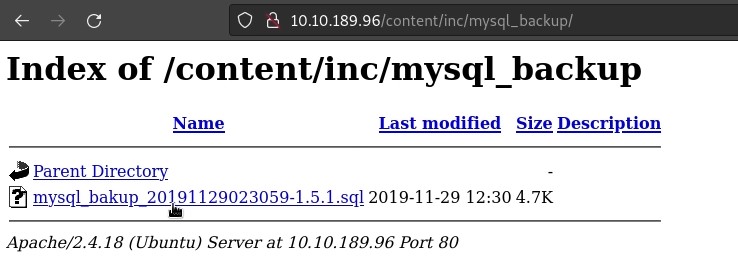 10.10.189.96/content/inc/mysql_backup/
Index of /content/inc/mysql_backup
Name Last modified Size Description
Parent Directory -
mysql_bakup_20191129023059-1.5.1.sql 2019-11-29 12:30 4.7K
Apache/2.4.18 (Ubuntu) Server at 10.10.189.96 Port 80